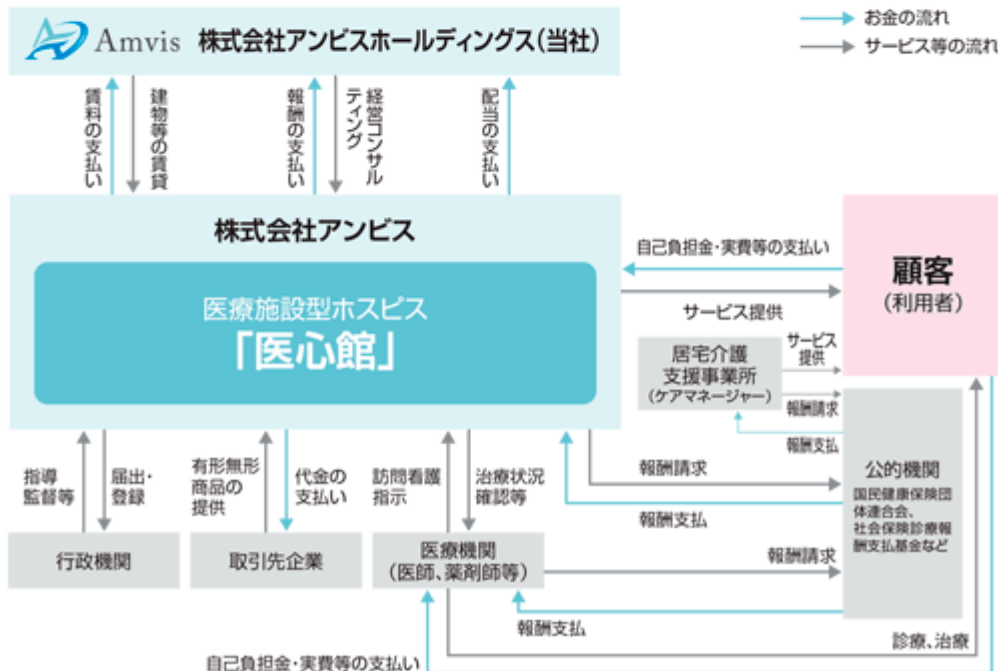 Amvis 株式会社アンビスホールディングス(当社)
お金の流れ
サービス等の流れ
賃料の支払い
建物等の賃貸
報酬の支払い
経営コンサル
ティング
配当の支払い
株式会社アンビス
医療施設型ホスピス
「医心館」
自己負担金・実費等の支払い
サービス提供
顧客
(利用者)
居宅介護
支援事業所
(ケアマネージャー)
サービス
提供
報酬請求
報酬支払
公的機関
国民健康保険団
体連合会、
社会保険診療報
酬支払基金など
報酬請求
報酬支払
指導
監督等
届出・
登録
有形無形
商品の
提供
代金の
支払い
訪問看護
指示
治療状況
確認等
行政機関
取引先企業
医療機関
(医師、薬剤師等)
報酬請求
報酬支払
診療、治療
自己負担金・実費等の支払い